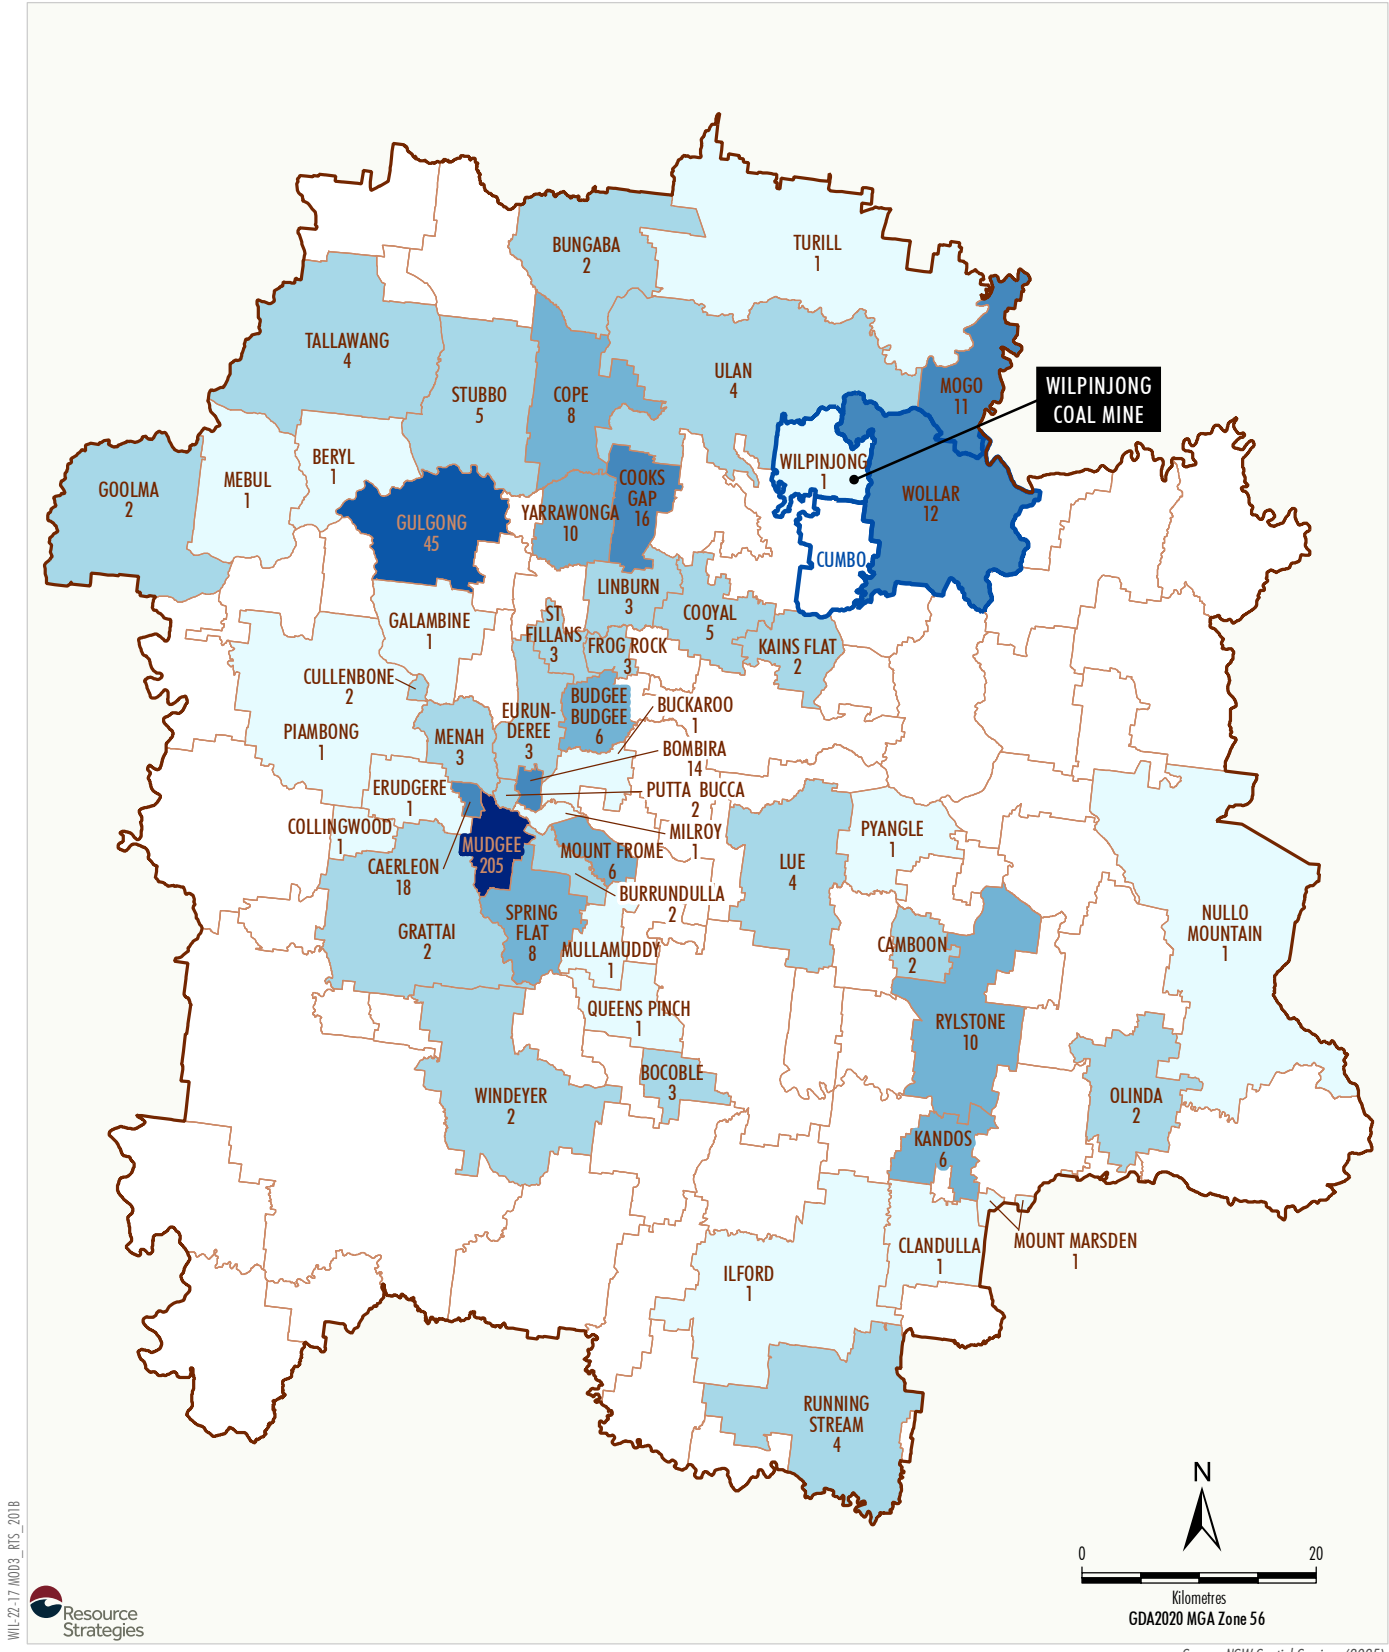 BUNGABA
2
TURILL
1
TALLAWANG
4
STUBBO
5
COPE
8
ULAN
4
MOGO
11
WILPINJONG
COAL MINE
BERYL
1
MEBUL
1
GOOLMA
2
GULGONG
45
YARRAWONGA
10
COOKS
GAP
16
WILPINJONG
1
WOLLAR
12
CUMBO
LINBURN
3
COOYAL
5
GALAMBINE
1
ST
FILLANS
3
FROG ROCK
3
KAINS FLAT
2
CULLENBONE
2
PIAMBONG
1
MENAH
3
EURUN-
DEREE
3
BUDGEE
BUDGEE
6
BUCKAROO
1
BOMBIRA
14
PUTTA BUCCA
2
ERUDGERE
1
COLLINGWOOD
1
CAERLEON
18
MUDGEE
205
MILROY
1
MOUNT FROME
6
BURRUNDULLA
2
LUE
4
PYANGLE
1
GRATTAI
2
SPRING
FLAT
8
MULLAMUDDY
1
CAMBOON
2
NULLO
MOUNTAIN
1
QUEENS PINCH
1
RYLSTONE
10
WINDEYER
2
BOCOBLE
3
OLINDA
2
KANDOS
6
CLANDULLA
1
MOUNT MARSDEN
1
ILFORD
1
RUNNING
STREAM
4
N
0 20
Kilometres
GDA2020 MGA Zone 56
WIL-22-17 MOD3_RTS_201B
Resource
Strategies